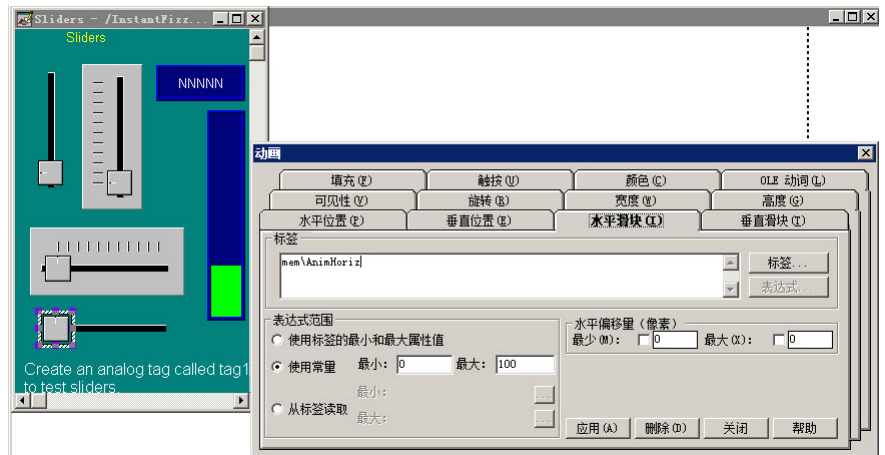 Sliders - /InstantFizz...
Sliders
NNNNN
Create an analog tag called tag1
to test sliders.
动画
填充(F)
触按(U)
颜色(C)
OLE 动词(L)
可见性(V)
旋转(R)
宽度(W)
高度(G)
水平位置(P)
垂直位置(E)
水平滑块(I)
垂直滑块(T)
标签
mem\AnimHoriz
标签...
表达式...
表达式范围
使用标签的最小和最大属性值
使用常量 最小: 0 最大: 100
最小: ...
从标签读取
最大: ...
水平偏移量(像素)
最少(M): 0 最大(X): 0
应用(A) 删除(D) 关闭 帮助